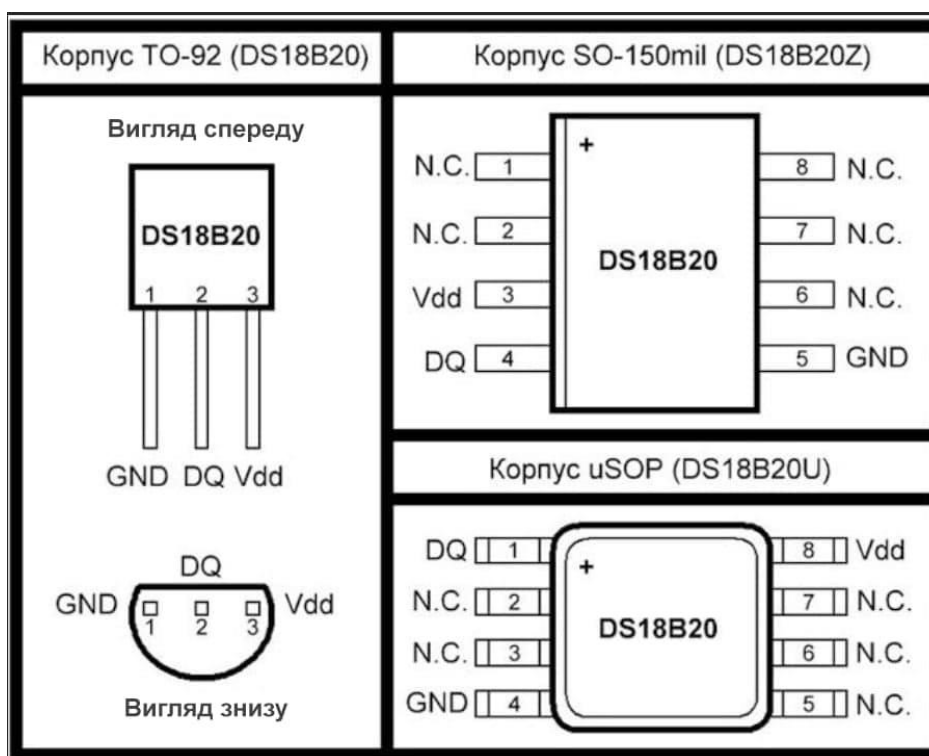 Корпус TO-92 (DS18B20)
Вигляд спереду
DS18B20
1 2 3
GND DQ Vdd
DQ
GND Vdd
1 2 3
Вигляд знизу
Корпус SO-150mil (DS18B20Z)
+
N.C. 1 8 N.C.
N.C. 2 7 N.C.
DS18B20
Vdd 3 6 N.C.
DQ 4 5 GND
Корпус uSOP (DS18B20U)
DQ 1 8 Vdd
+
N.C. 2 7 N.C.
DS18B20
N.C. 3 6 N.C.
GND 4 5 N.C.